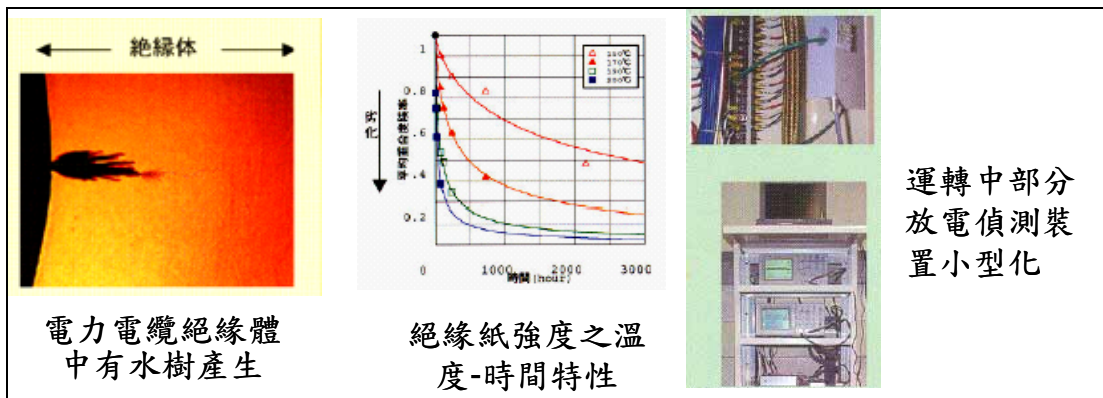 絶縁体
電力電纜絕緣體
中有水樹產生
1
0.8
.6
.4
0.2
0
1000
2000
3000
時間(hour)
劣化
150℃
170℃
絕緣紙強度之溫
度-時間特性
運轉中部分
放電偵測裝
置小型化